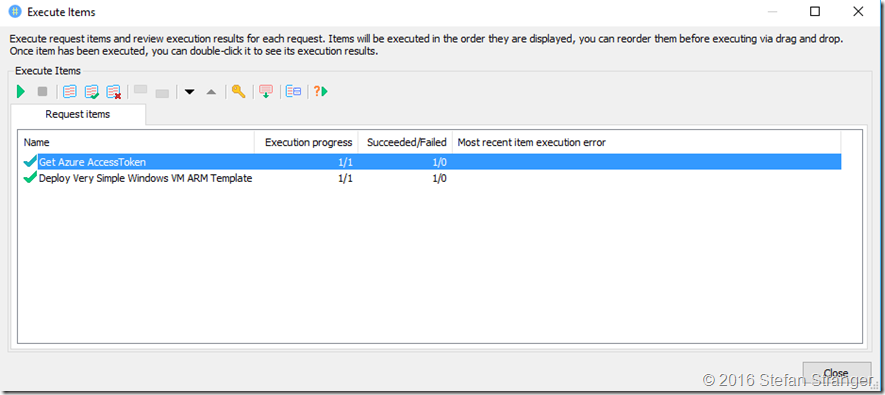 Execute Items
Execute request items and review execution results for each request. Items will be executed in the order they are displayed, you can reorder them before executing via drag and drop.
Once item has been executed, you can double-click it to see its execution results.
Execute Items
Request items
Name Execution progress Succeeded/Failed Most recent item execution error
Get Azure AccessToken 1/1 1/0
Deploy Very Simple Windows VM ARM Template 1/1 1/0
Close
© 2016 Stefan Stranger